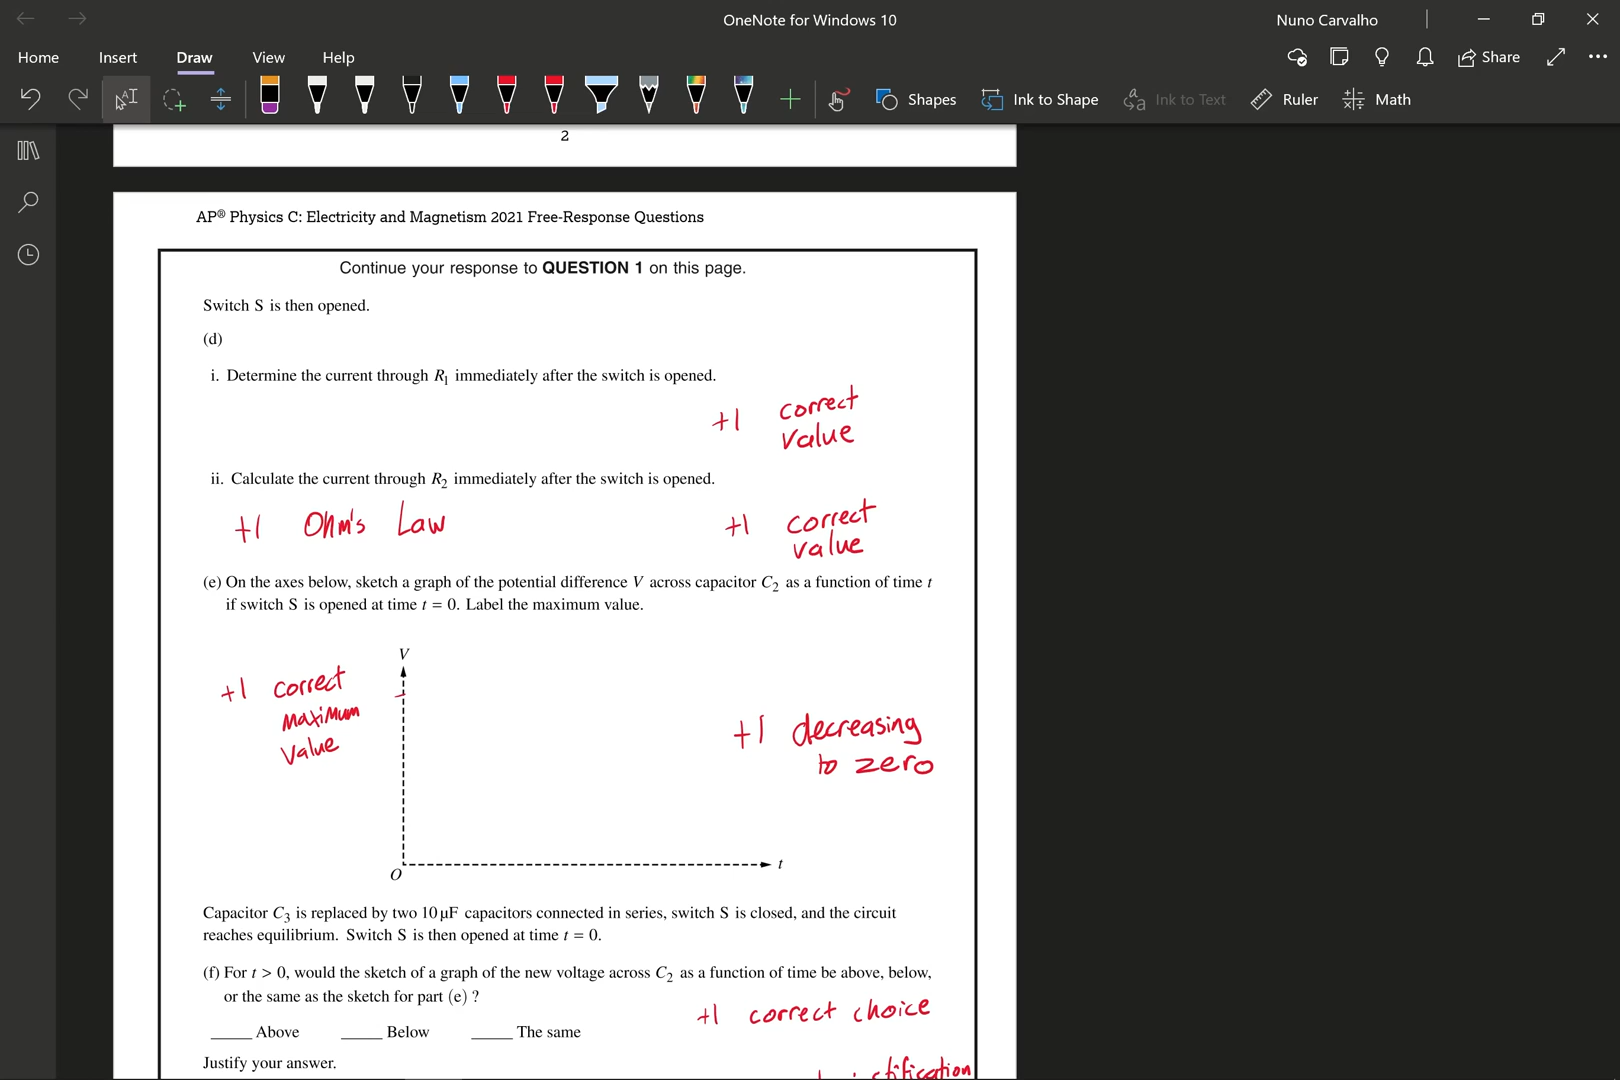 OneNote for Windows 10
Nuno Carvalho
Home Insert Draw View Help
Share
Shapes Ink to Shape Ink to Text Ruler Math
2
AP® Physics C: Electricity and Magnetism 2021 Free-Response Questions
Continue your response to QUESTION 1 on this page.
Switch S is then opened.
(d)
i. Determine the current through R₁ immediately after the switch is opened.
+1 correct
value
ii. Calculate the current through R₂ immediately after the switch is opened.
+1 Ohm's Law
+1 correct
value
(e) On the axes below, sketch a graph of the potential difference V across capacitor C₂ as a function of time t
if switch S is opened at time t = 0. Label the maximum value.
V
+1 correct
maximum
value
+1 decreasing
to zero
t
O
Capacitor C₃ is replaced by two 10 µF capacitors connected in series, switch S is closed, and the circuit
reaches equilibrium. Switch S is then opened at time t = 0.
(f) For t > 0, would the sketch of a graph of the new voltage across C₂ as a function of time be above, below,
or the same as the sketch for part (e) ?
+1 correct choice
____ Above ____ Below ____ The same
Justify your answer.